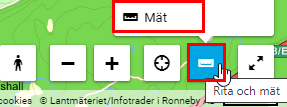 Mät
shall
Rita och mät
cookies © Lantmäteriet/Infotrader i Ronneby